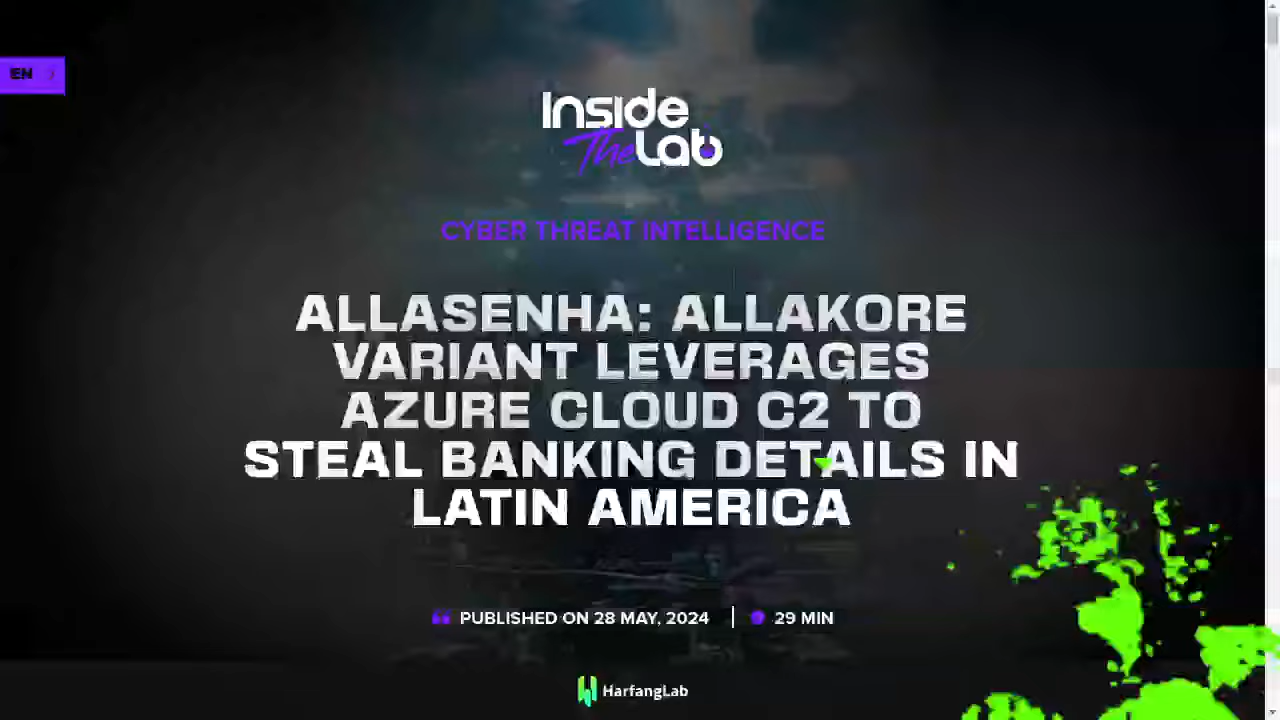 EN
Inside
The Lab
CYBER THREAT INTELLIGENCE
ALLASENHA: ALLAKORE
VARIANT LEVERAGES
AZURE CLOUD C2 TO
STEAL BANKING DETAILS IN
LATIN AMERICA
PUBLISHED ON 28 MAY, 2024 | 29 MIN
HarfangLab